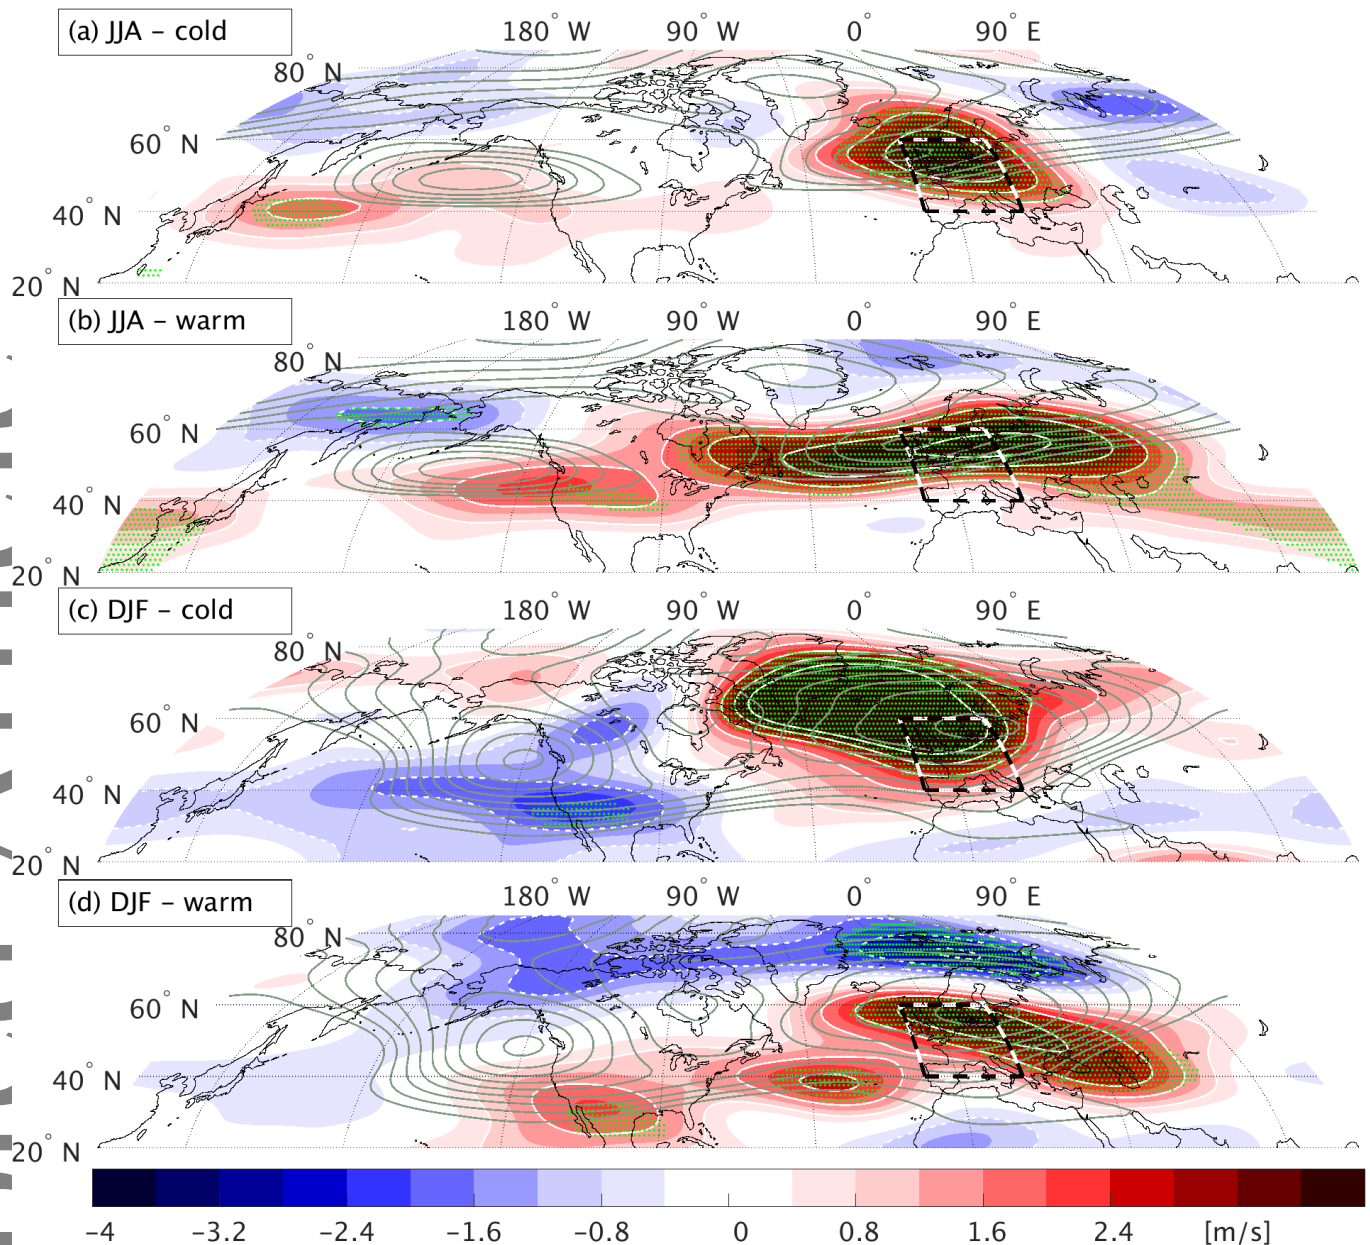 (a) JJA – cold
180° W 90° W 0° 90° E
80° N
60° N
40° N
20° N
(b) JJA – warm
180° W 90° W 0° 90° E
80° N
60° N
40° N
20° N
(c) DJF – cold
180° W 90° W 0° 90° E
80° N
60° N
40° N
20° N
(d) DJF – warm
180° W 90° W 0° 90° E
80° N
60° N
40° N
20° N
−4 −3.2 −2.4 −1.6 −0.8 0 0.8 1.6 2.4 [m/s]